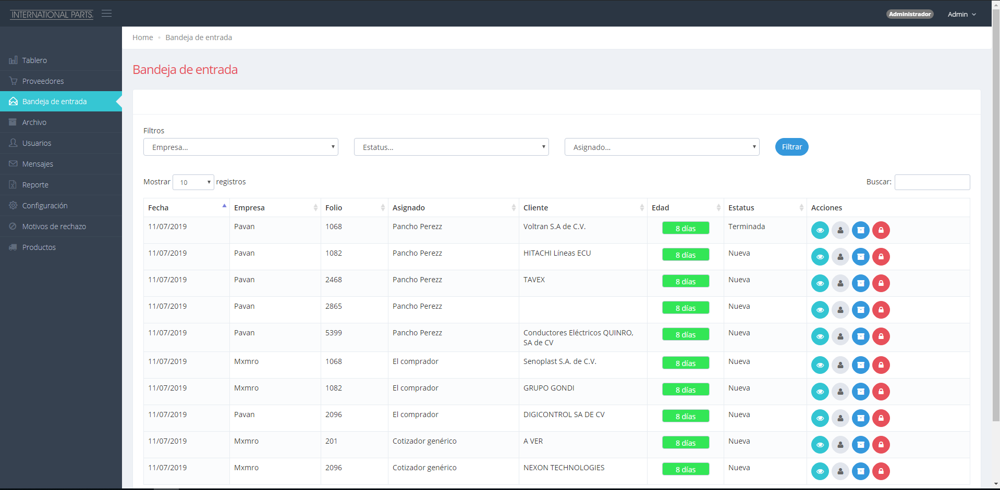 INTERNATIONAL PARTS
Administrador
Admin
Home • Bandeja de entrada
Tablero
Proveedores
Bandeja de entrada
Archivo
Usuarios
Mensajes
Reporte
Configuración
Motivos de rechazo
Productos
Bandeja de entrada
Filtros
Empresa... Estatus... Asignado... Filtrar
Mostrar 10 registros Buscar:
Fecha Empresa Folio Asignado Cliente Edad Estatus Acciones
11/07/2019 Pavan 1068 Pancho Perezz Voltran S.A de C.V. 8 días Terminada
11/07/2019 Pavan 1082 Pancho Perezz HITACHI Líneas ECU 8 días Nueva
11/07/2019 Pavan 2468 Pancho Perezz TAVEX 8 días Nueva
11/07/2019 Pavan 2865 Pancho Perezz 8 días Nueva
11/07/2019 Pavan 5399 Pancho Perezz Conductores Eléctricos QUINRO, 8 días Nueva
SA de CV
11/07/2019 Mxmro 1068 El comprador Senoplast S.A. de C.V. 8 días Nueva
11/07/2019 Mxmro 1082 El comprador GRUPO GONDI 8 días Nueva
11/07/2019 Pavan 2096 El comprador DIGICONTROL SA DE CV 8 días Nueva
11/07/2019 Mxmro 201 Cotizador genérico A VER 8 días Nueva
11/07/2019 Mxmro 2096 Cotizador genérico NEXON TECHNOLOGIES 8 días Nueva